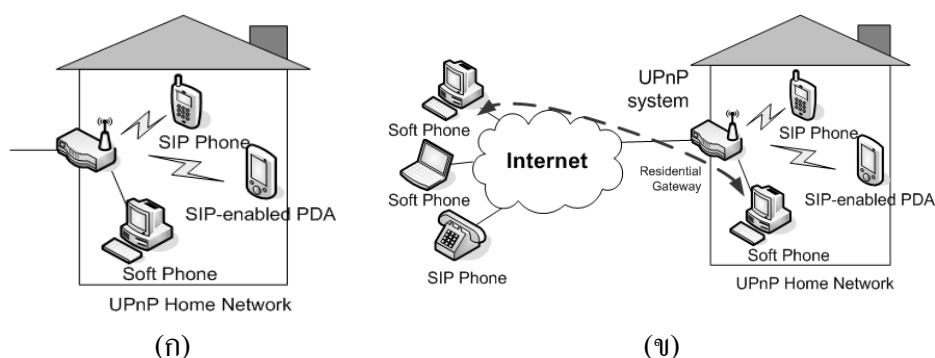 SIP Phone
SIP-enabled PDA
Soft Phone
UPnP Home Network
(ก)
UPnP
system
Soft Phone
Internet
Soft Phone
SIP Phone
Residential
Gateway
SIP Phone
SIP-enabled PDA
Soft Phone
UPnP Home Network
(ข)